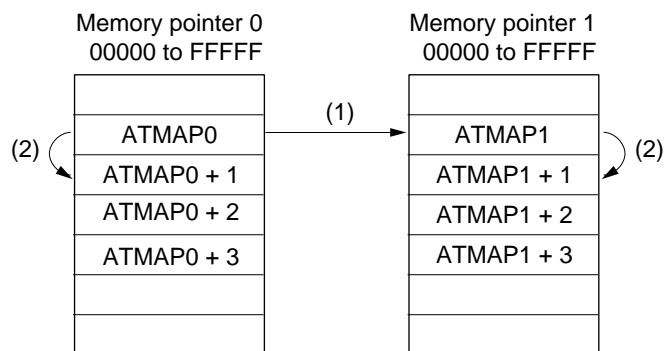 Memory pointer 0
00000 to FFFFF
Memory pointer 1
00000 to FFFFF
(1)
(2)
ATMAP0
ATMAP0 + 1
ATMAP0 + 2
ATMAP0 + 3
ATMAP1
ATMAP1 + 1
ATMAP1 + 2
ATMAP1 + 3
(2)